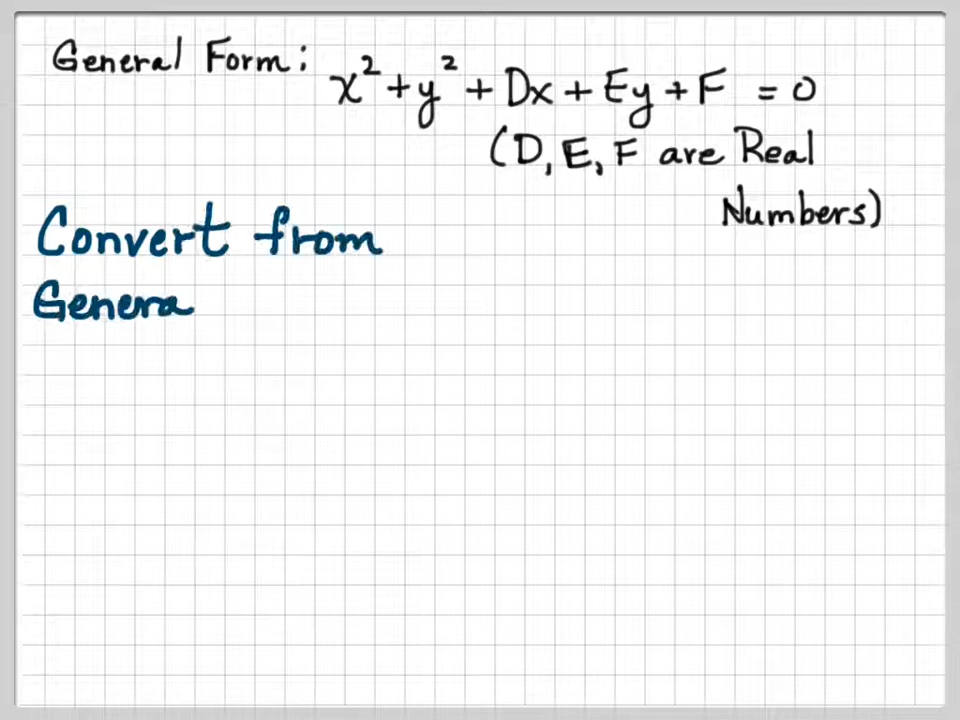 General Form: x² + y² + Dx + Ey + F = 0
(D, E, F are Real
Numbers)
Convert from
Genera